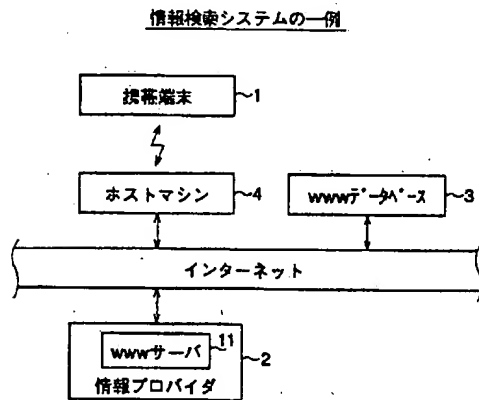 情報検索システムの一例
携帯端末 ~1
ホストマシン ~4
wwwデータベース ~3
インターネット
wwwサーバ 11
情報プロバイダ ~2